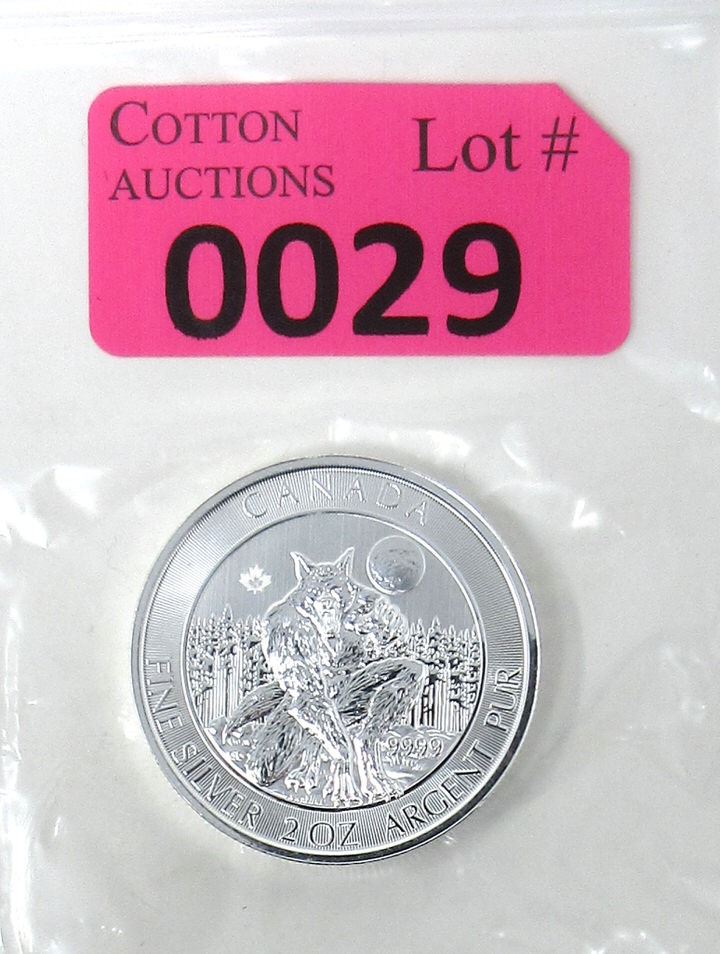 COTTON
AUCTIONS
Lot #
0029
CANADA
9999
FINE SILVER 2 OZ ARGENT PUR